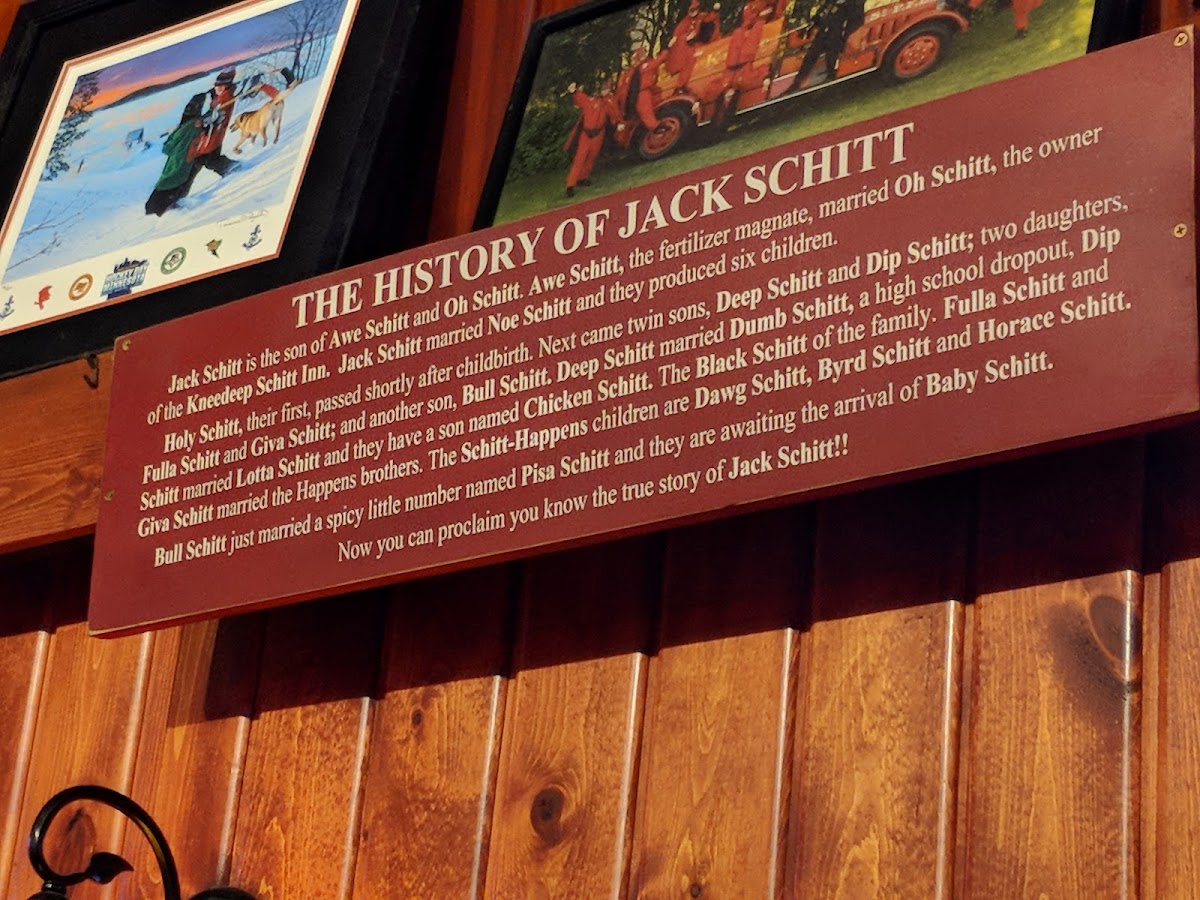 THE HISTORY OF JACK SCHITT
Jack Schitt is the son of Awe Schitt and Oh Schitt. Awe Schitt, the fertilizer magnate, married Oh Schitt, the owner
of the Kneedeep Schitt Inn. Jack Schitt married Noe Schitt and they produced six children.
Holy Schitt, their first, passed shortly after childbirth. Next came twin sons, Deep Schitt and Dip Schitt; two daughters,
Fulla Schitt and Giva Schitt; and another son, Bull Schitt. Deep Schitt married Dumb Schitt, a high school dropout, Dip
Schitt married Lotta Schitt and they have a son named Chicken Schitt. The Black Schitt of the family. Fulla Schitt and
Giva Schitt married the Happens brothers. The Schitt-Happens children are Dawg Schitt, Byrd Schitt and Horace Schitt.
Bull Schitt just married a spicy little number named Pisa Schitt and they are awaiting the arrival of Baby Schitt.
Now you can proclaim you know the true story of Jack Schitt!!